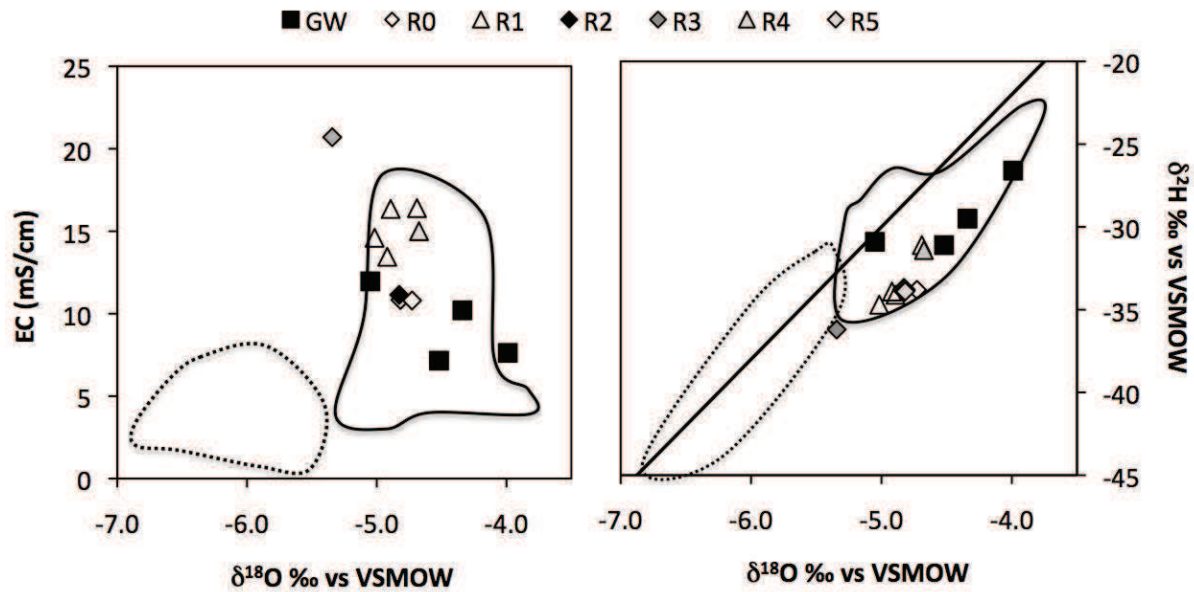 GW R0 R1 R2 R3 R4 R5
EC (mS/cm)
25
20
15
10
5
0
-7.0 -6.0 -5.0 -4.0
δ¹⁸O ‰ vs VSMOW
-20
-25
-30
-35
-40
-45
δ²H ‰ vs VSMOW
-7.0 -6.0 -5.0 -4.0
δ¹⁸O ‰ vs VSMOW